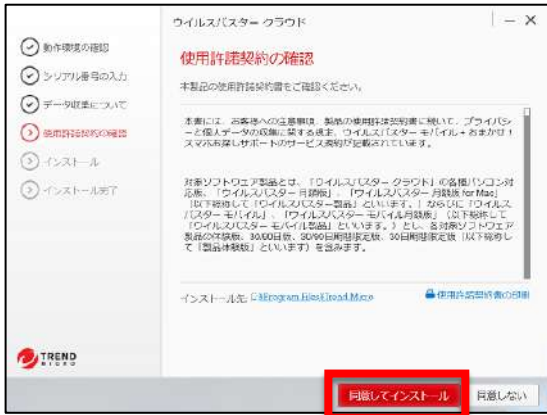 ウイルスバスター クラウド
動作環境の確認
シリアル番号の入力
データ収集について
使用許諾契約の確認
インストール
インストール完了
使用許諾契約の確認
本製品の使用許諾契約書をご確認ください。
本書には、お客様への注意事項、製品の使用許諾契約書に続いて、プライバシ
ーと個人データの収集に関する規定、ウイルスバスター モバイル + おまかせ！
スマホお探しサポートのサービス規約が記載されています。
対象ソフトウェア製品とは、「ウイルスバスター クラウド」の各種パソコン対
応版、「ウイルスバスター 月額版」、「ウイルスバスター 月額版 for Mac」
（以下総称して「ウイルスバスター製品」といいます。）ならびに「ウイルス
バスター モバイル」、「ウイルスバスター モバイル月額版」（以下総称して
「ウイルスバスター モバイル製品」といいます。）とし、各対象ソフトウェア
製品の体験版、30/60日版、30/90日期間限定版、30日期間限定版（以下総称し
て「製品体験版」といいます）を含みます。
インストール先: C:\Program Files\Trend Micro
使用許諾契約書の印刷
TREND
MICRO
同意してインストール
同意しない